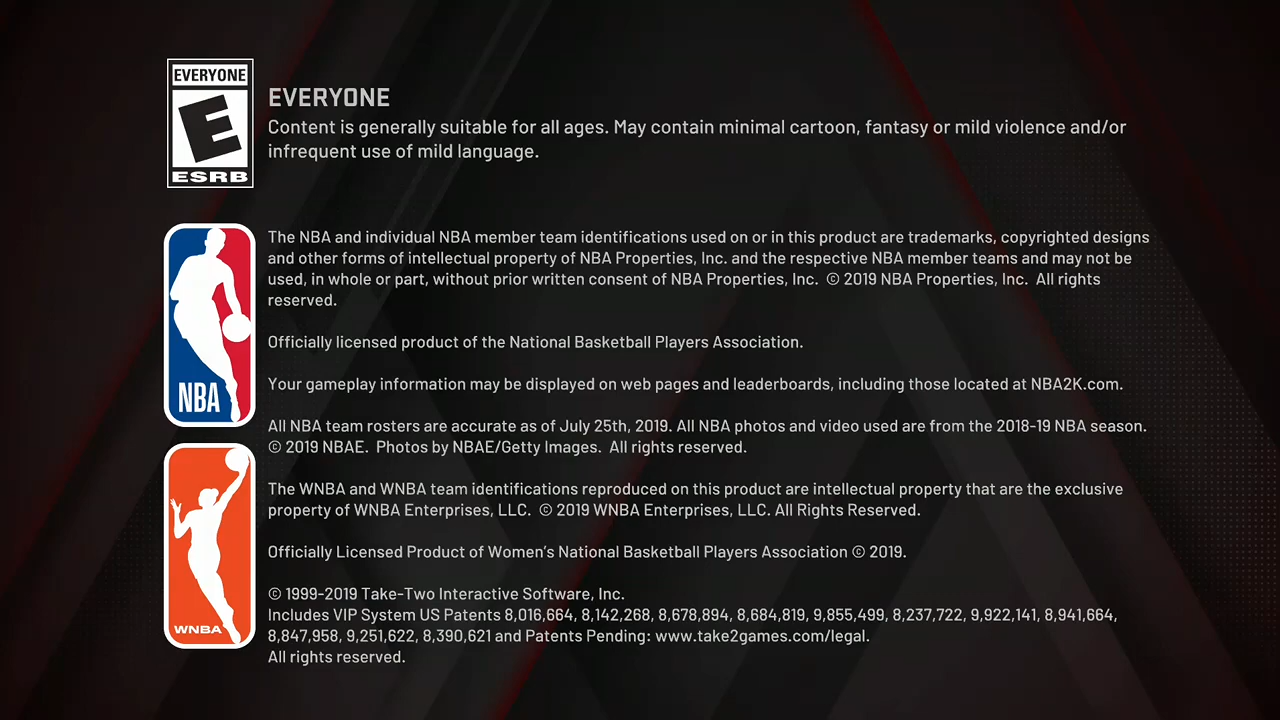 EVERYONE
E
ESRB
EVERYONE
Content is generally suitable for all ages. May contain minimal cartoon, fantasy or mild violence and/or
infrequent use of mild language.
The NBA and individual NBA member team identifications used on or in this product are trademarks, copyrighted designs
and other forms of intellectual property of NBA Properties, Inc. and the respective NBA member teams and may not be
used, in whole or part, without prior written consent of NBA Properties, Inc.  © 2019 NBA Properties, Inc.  All rights
reserved.
Officially licensed product of the National Basketball Players Association.
Your gameplay information may be displayed on web pages and leaderboards, including those located at NBA2K.com.
NBA
All NBA team rosters are accurate as of July 25th, 2019. All NBA photos and video used are from the 2018-19 NBA season.
© 2019 NBAE.  Photos by NBAE/Getty Images.  All rights reserved.
The WNBA and WNBA team identifications reproduced on this product are intellectual property that are the exclusive
property of WNBA Enterprises, LLC.  © 2019 WNBA Enterprises, LLC. All Rights Reserved.
Officially Licensed Product of Women's National Basketball Players Association © 2019.
© 1999-2019 Take-Two Interactive Software, Inc.
Includes VIP System US Patents 8,016,664, 8,142,268, 8,678,894, 8,684,819, 9,855,499, 8,237,722, 9,922,141, 8,941,664,
8,847,958, 9,251,622, 8,390,621 and Patents Pending: www.take2games.com/legal.
All rights reserved.
WNBA